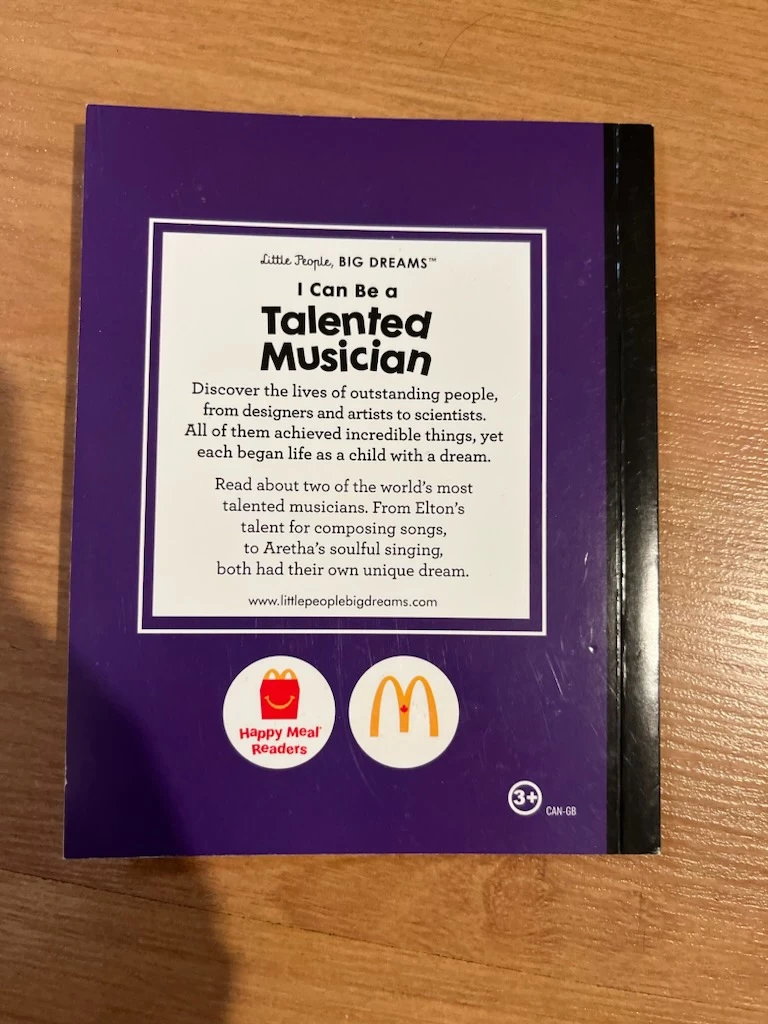 Little People, BIG DREAMS™
I Can Be a
Talented
Musician
Discover the lives of outstanding people,
from designers and artists to scientists.
All of them achieved incredible things, yet
each began life as a child with a dream.
Read about two of the world's most
talented musicians. From Elton's
talent for composing songs,
to Aretha's soulful singing,
both had their own unique dream.
www.littlepeoplebigdreams.com
Happy Meal®
Readers
3+
CAN-GB